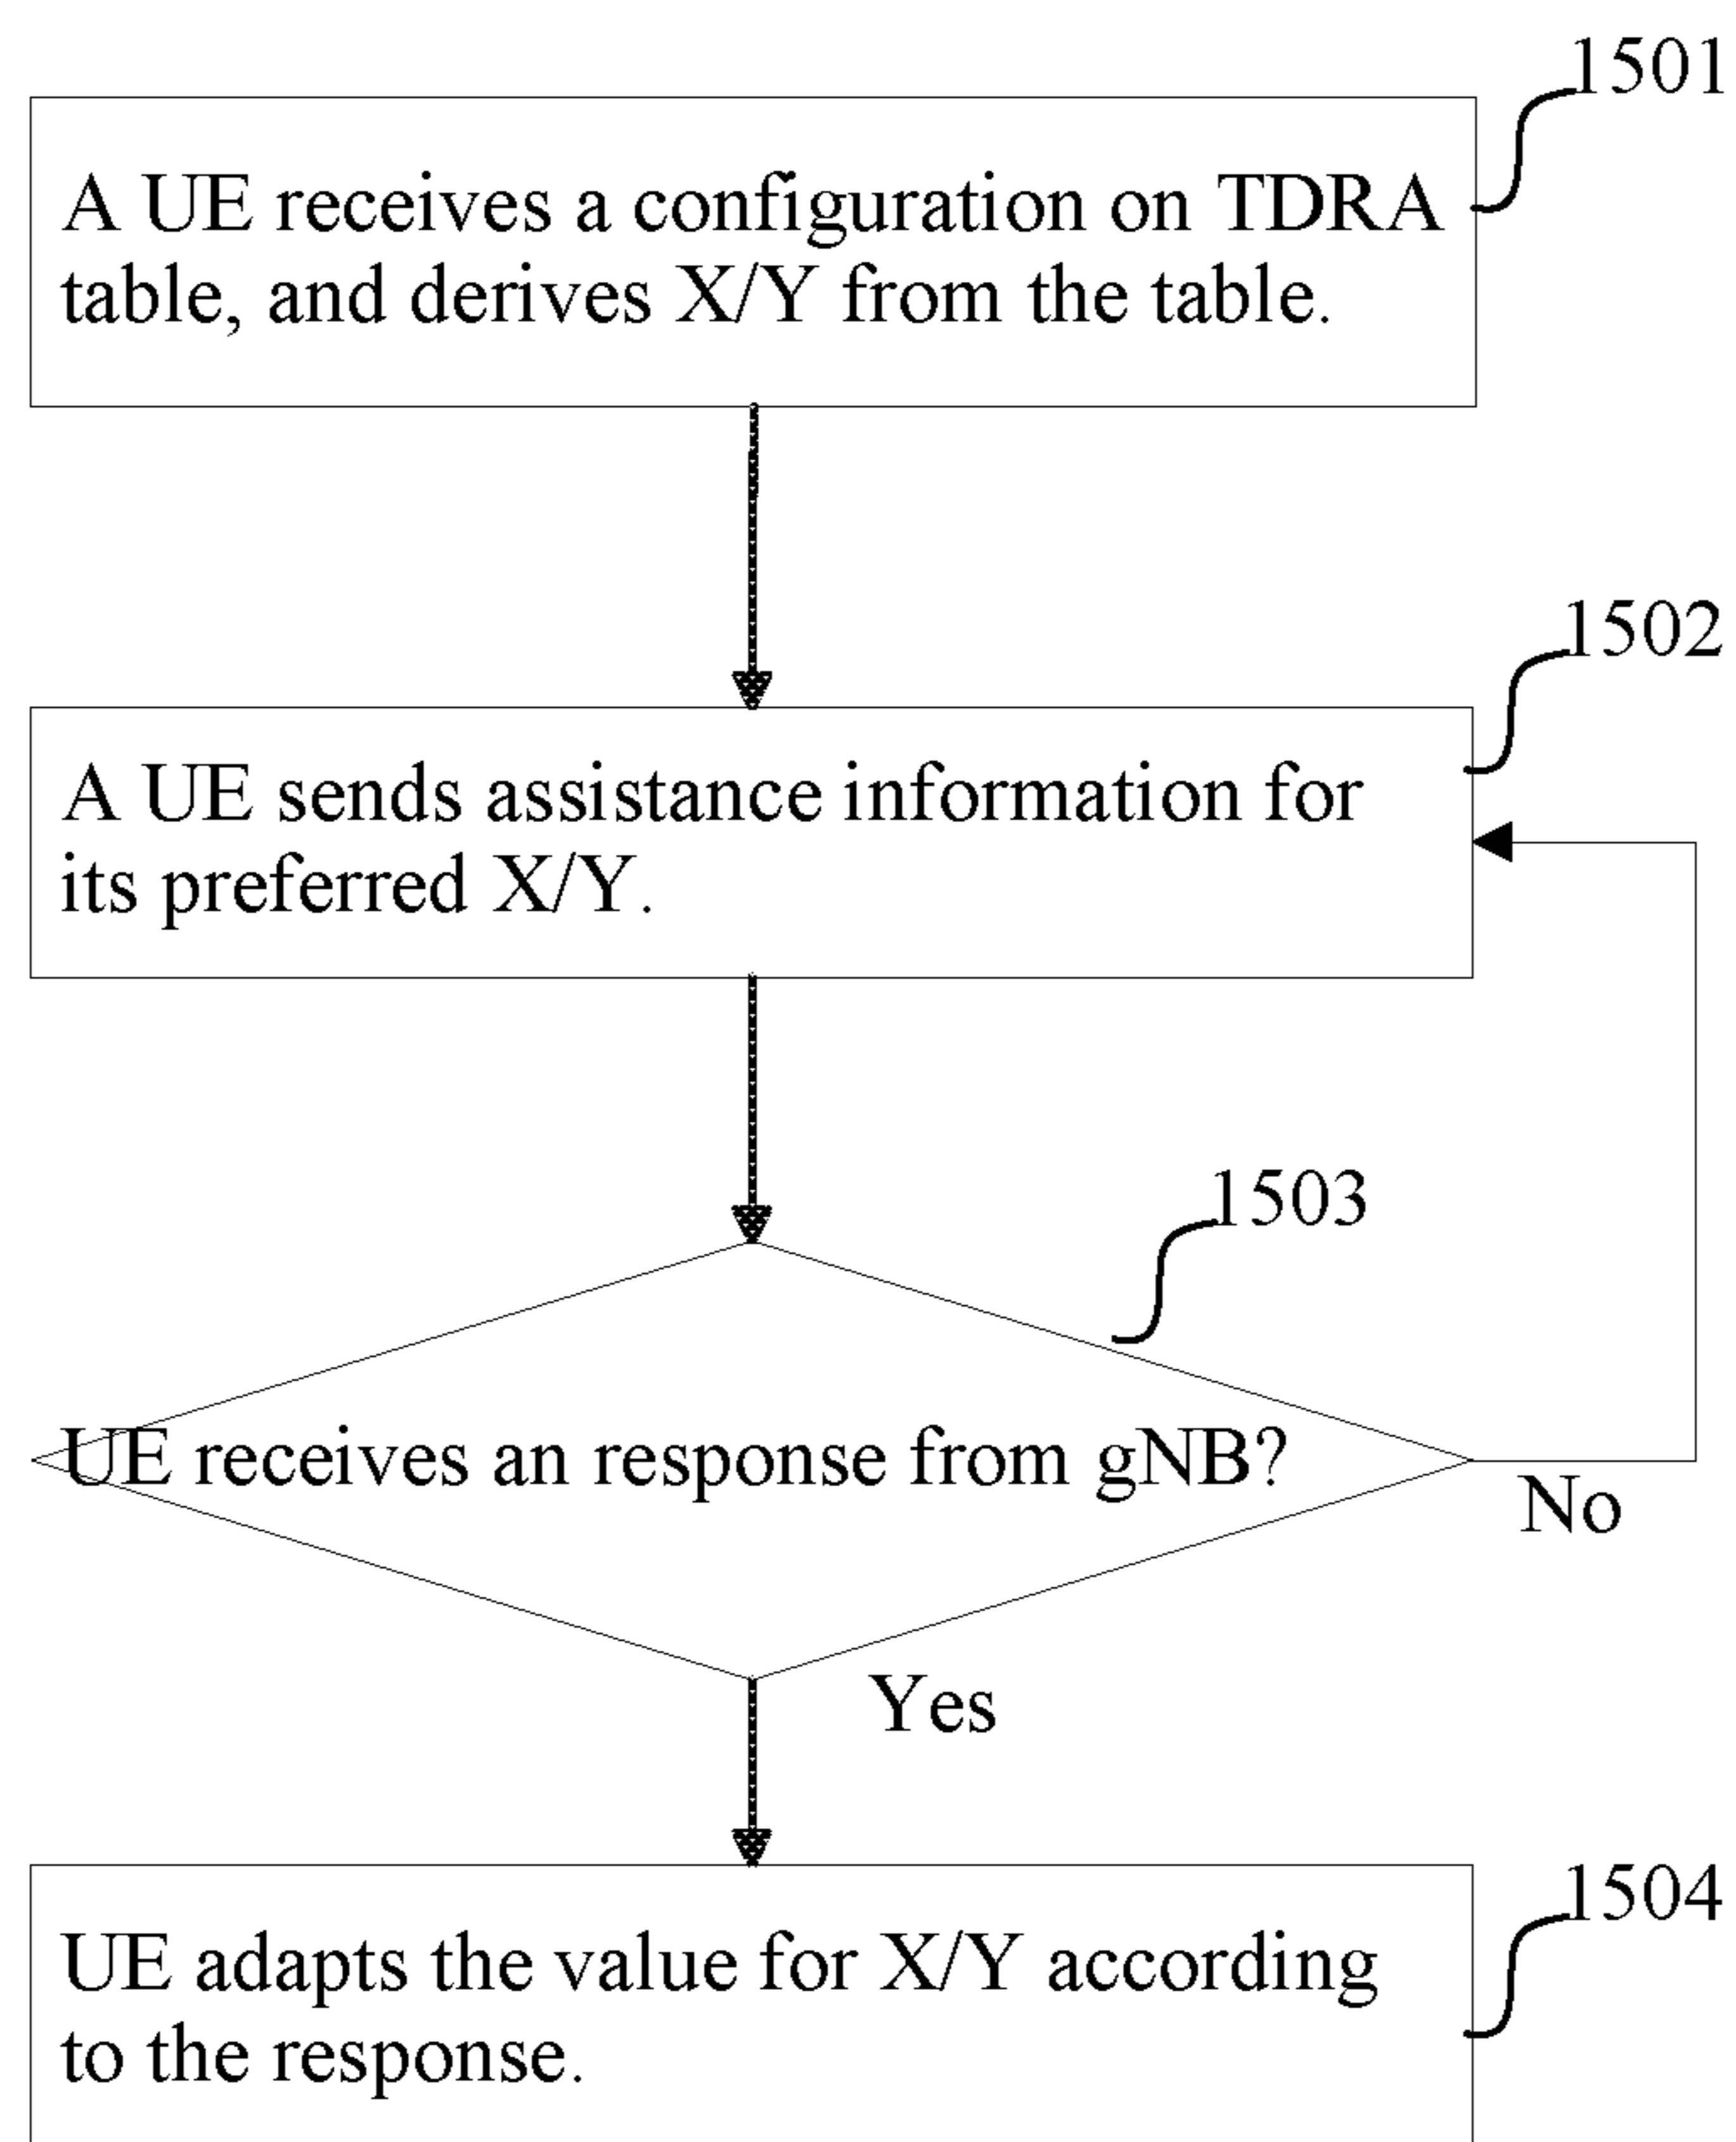 1501
A UE receives a configuration on TDRA
table, and derives X/Y from the table.
1502
A UE sends assistance information for
its preferred X/Y.
1503
UE receives an response from gNB?
No
Yes
1504
UE adapts the value for X/Y according
to the response.